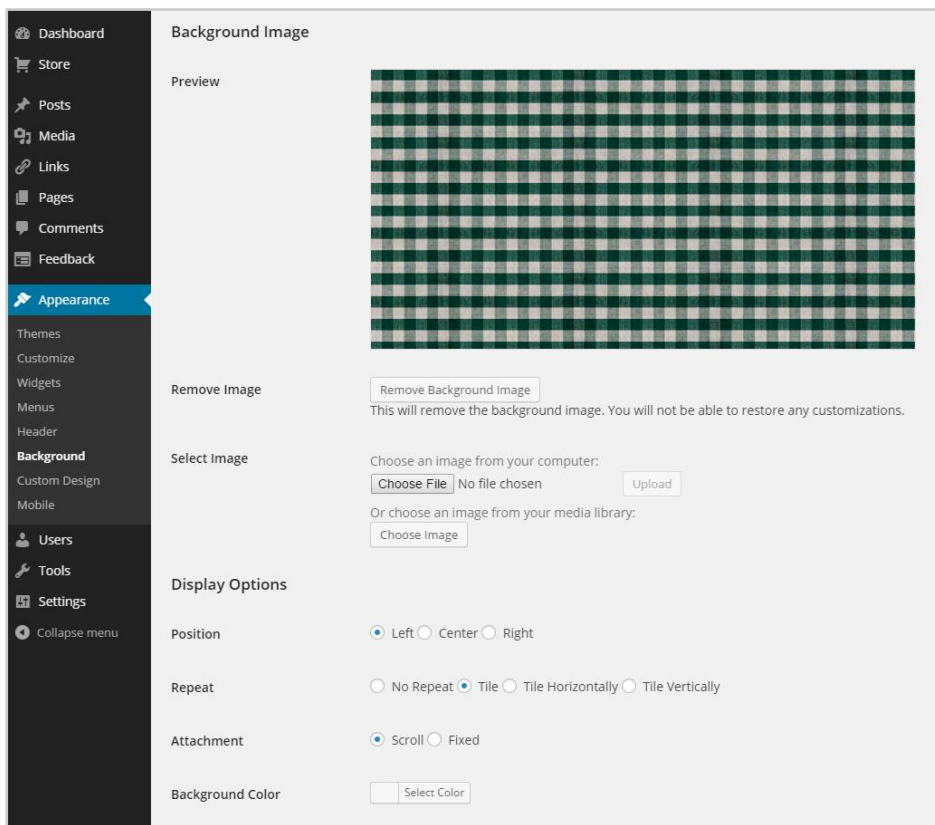 Dashboard
Store
Posts
Media
Links
Pages
Comments
Feedback
Appearance
Themes
Customize
Widgets
Menus
Header
Background
Custom Design
Mobile
Users
Tools
Settings
Collapse menu
Background Image
Preview
Remove Image
Remove Background Image
This will remove the background image. You will not be able to restore any customizations.
Select Image
Choose an image from your computer:
Choose File No file chosen Upload
Or choose an image from your media library:
Choose Image
Display Options
Position Left Center Right
Repeat No Repeat Tile Tile Horizontally Tile Vertically
Attachment Scroll Fixed
Background Color Select Color